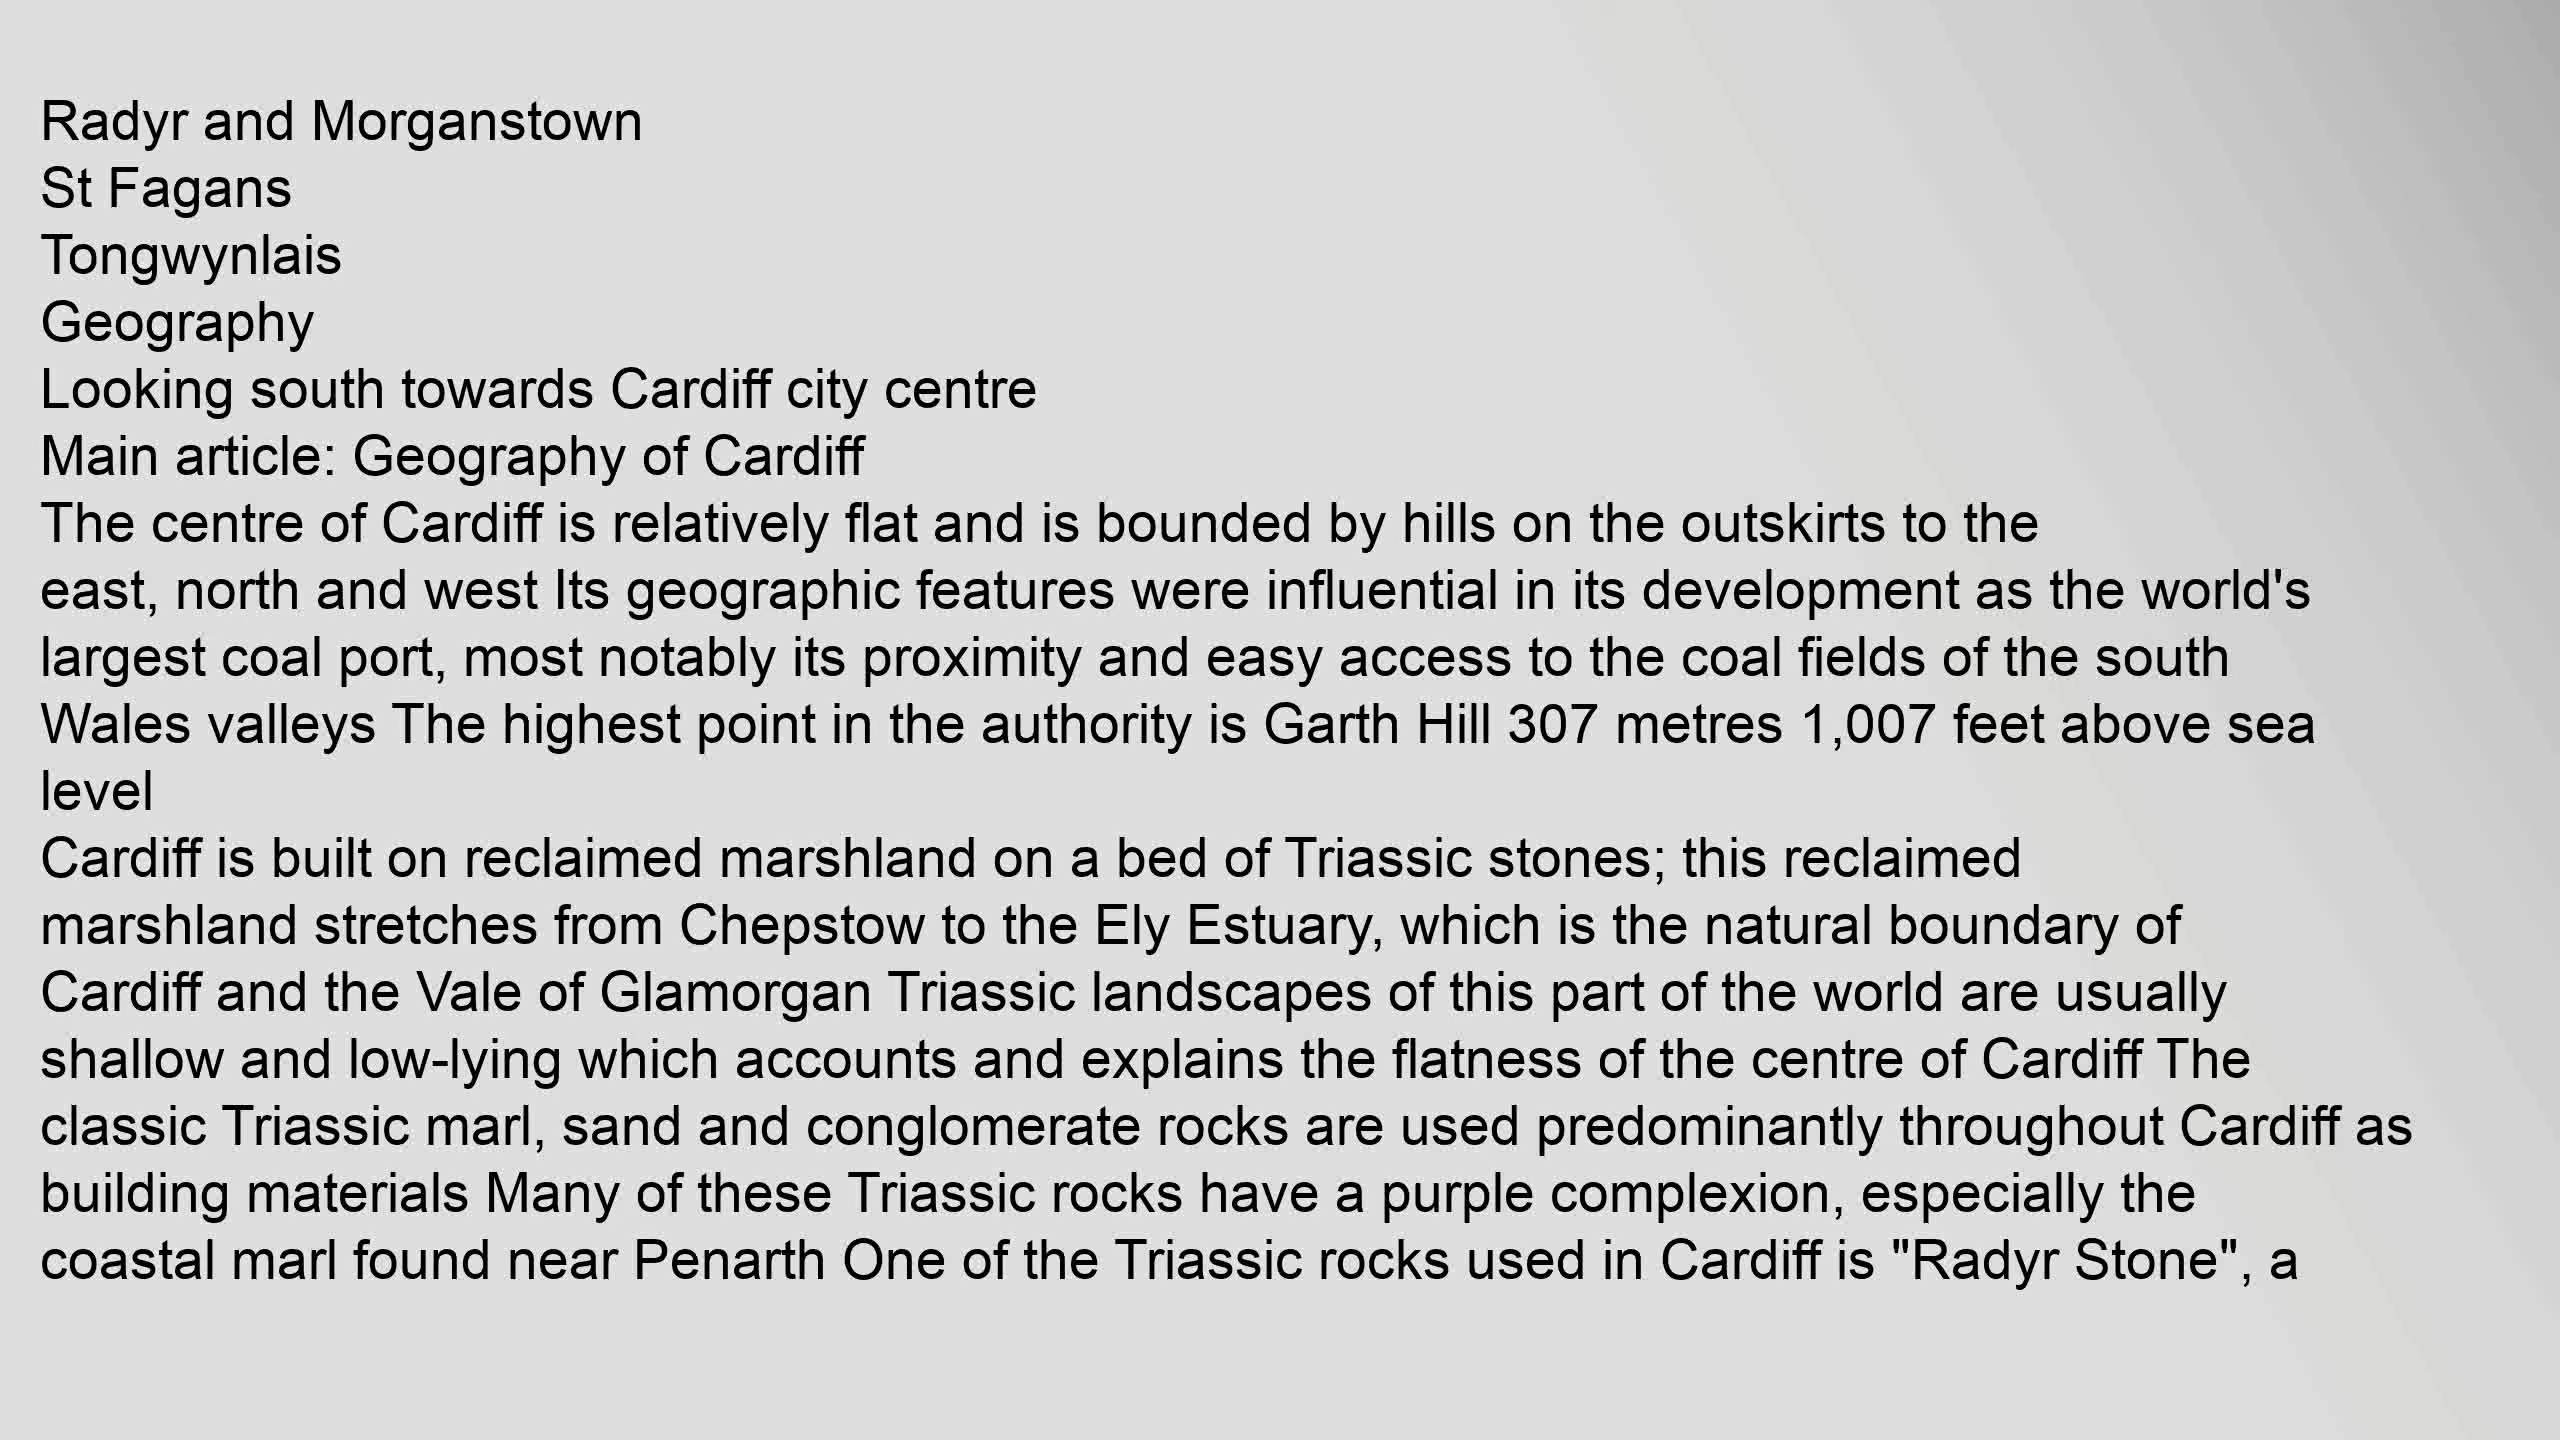 Radyr and Morganstown
St Fagans
Tongwynlais
Geography
Looking south towards Cardiff city centre
Main article: Geography of Cardiff
The centre of Cardiff is relatively flat and is bounded by hills on the outskirts to the
east, north and west Its geographic features were influential in its development as the world's
largest coal port, most notably its proximity and easy access to the coal fields of the south
Wales valleys The highest point in the authority is Garth Hill 307 metres 1,007 feet above sea
level
Cardiff is built on reclaimed marshland on a bed of Triassic stones; this reclaimed
marshland stretches from Chepstow to the Ely Estuary, which is the natural boundary of
Cardiff and the Vale of Glamorgan Triassic landscapes of this part of the world are usually
shallow and low-lying which accounts and explains the flatness of the centre of Cardiff The
classic Triassic marl, sand and conglomerate rocks are used predominantly throughout Cardiff as
building materials Many of these Triassic rocks have a purple complexion, especially the
coastal marl found near Penarth One of the Triassic rocks used in Cardiff is "Radyr Stone", a